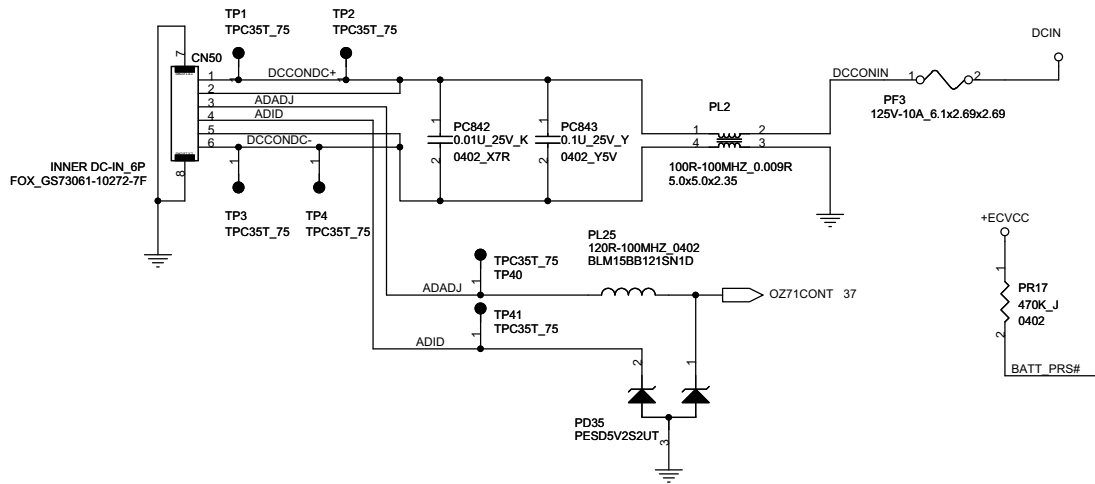 TP1
TPC35T_75
TP2
TPC35T_75
DCIN
CN50
7
1
2
3
4
5
6
8
DCCONDC+
ADADJ
ADID
DCCONDC-
1
1
1
1
INNER DC-IN_6P
FOX_GS73061-10272-7F
TP3
TPC35T_75
TP4
TPC35T_75
1
2
PC842
0.01U_25V_K
0402_X7R
1
2
PC843
0.1U_25V_Y
0402_Y5V
PL2
1
4
2
3
100R-100MHZ_0.009R
5.0x5.0x2.35
DCCONIN
1
2
PF3
125V-10A_6.1x2.69x2.69
PL25
120R-100MHZ_0402
BLM15BB121SN1D
TPC35T_75
TP40
1
ADADJ
OZ71CONT 37
TP41
TPC35T_75
1
ADID
2
1
3
PD35
PESD5V2S2UT
+ECVCC
1
PR17
470K_J
0402
2
BATT_PRS#